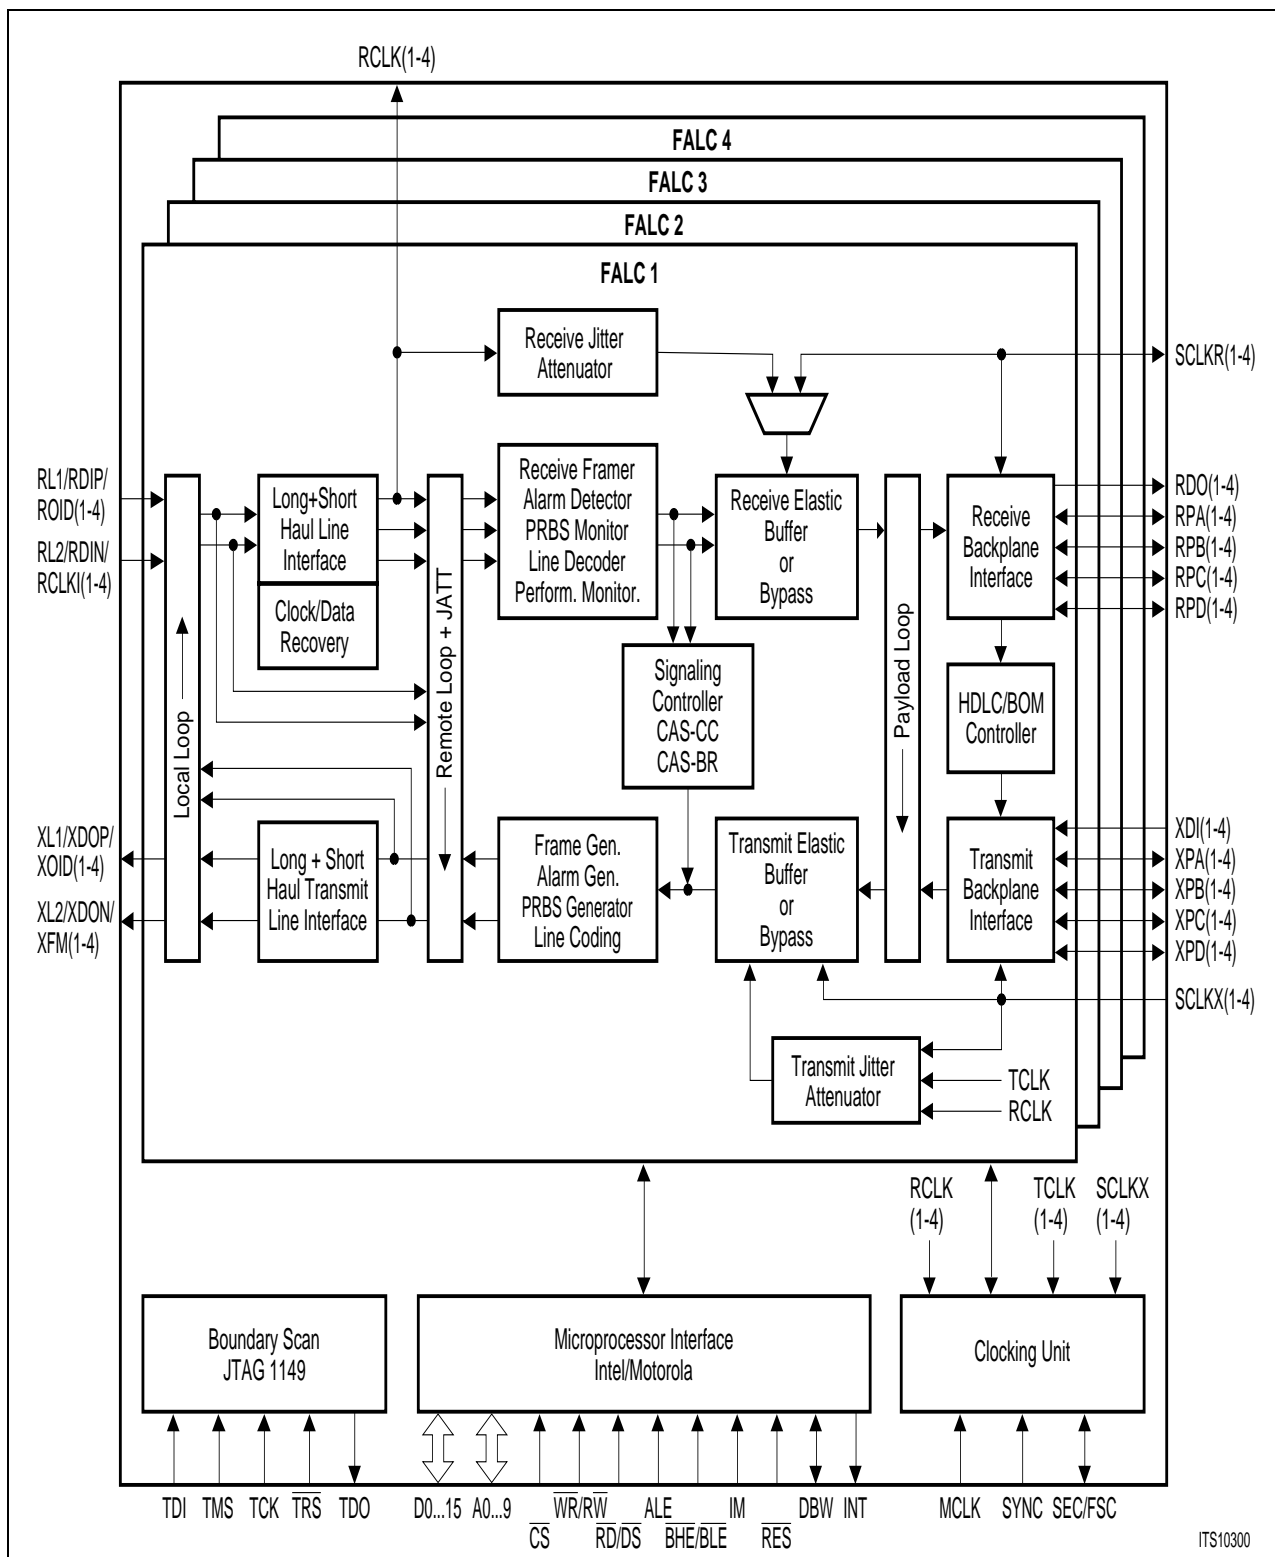 RCLK(1-4)
FALC 4
FALC 3
FALC 2
FALC 1
Receive Jitter
Attenuator
SCLKR(1-4)
RL1/RDIP/
ROID(1-4)
RL2/RDIN/
RCLKI(1-4)
Local Loop
Long+Short
Haul Line
Interface
Clock/Data
Recovery
Remote Loop + JATT
Receive Framer
Alarm Detector
PRBS Monitor
Line Decoder
Perform. Monitor.
Receive Elastic
Buffer
or
Bypass
Payload Loop
Receive
Backplane
Interface
RDO(1-4)
RPA(1-4)
RPB(1-4)
RPC(1-4)
RPD(1-4)
Signaling
Controller
CAS-CC
CAS-BR
HDLC/BOM
Controller
XL1/XDOP/
XOID(1-4)
XL2/XDON/
XFM(1-4)
Long + Short
Haul Transmit
Line Interface
Frame Gen.
Alarm Gen.
PRBS Generator
Line Coding
Transmit Elastic
Buffer
or
Bypass
Transmit
Backplane
Interface
XDI(1-4)
XPA(1-4)
XPB(1-4)
XPC(1-4)
XPD(1-4)
SCLKX(1-4)
Transmit Jitter
Attenuator
TCLK
RCLK
RCLK
(1-4)
TCLK
(1-4)
SCLKX
(1-4)
Boundary Scan
JTAG 1149
Microprocessor Interface
Intel/Motorola
Clocking Unit
TDI TMS TCK T̅R̅S̅ TDO D0...15 A0...9 W̅R̅/RW̅ ALE IM DBW INT MCLK SYNC SEC/FSC
C̅S̅ R̅D̅/D̅S̅ B̅H̅E̅/B̅L̅E̅ R̅E̅S̅
ITS10300